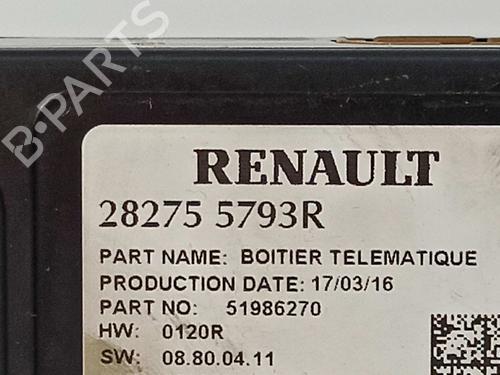 B-PARTS
RENAULT
28275 5793R
PART NAME: BOITIER TELEMATIQUE
PRODUCTION DATE: 17/03/16
PART NO: 51986270
HW: 0120R
SW: 08.80.04.11